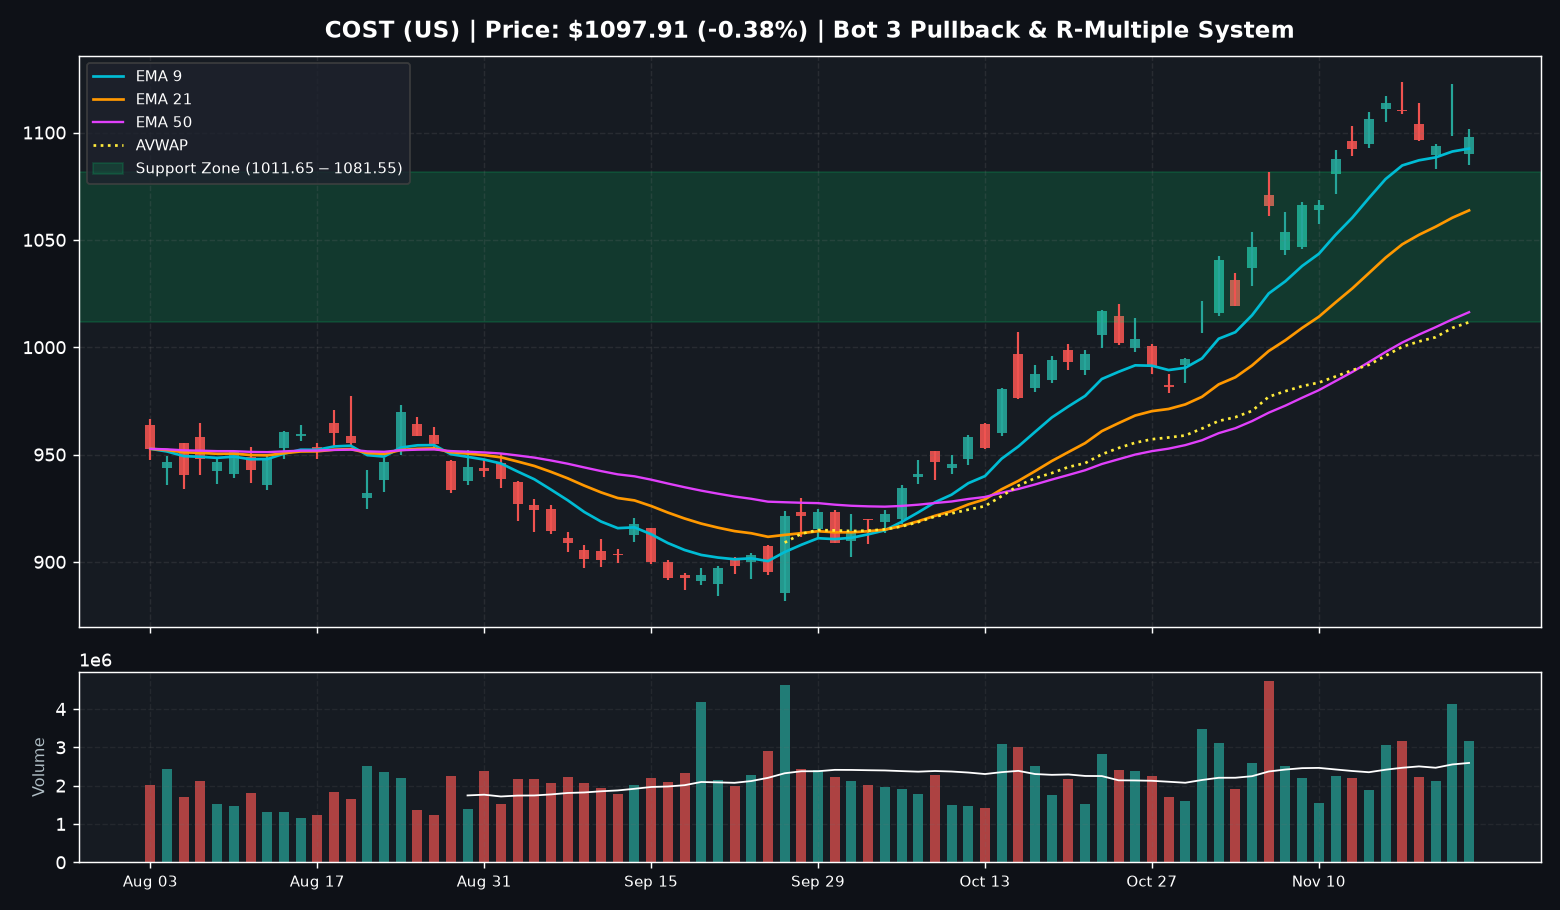 COST (US) | Price: $1097.91 (-0.38%) | Bot 3 Pullback & R-Multiple System
EMA 9
EMA 21
EMA 50
AVWAP
Support Zone (1011.65 − 1081.55)
1100
1050
1000
950
900
1e6
4
3
2
1
0
Volume
Aug 03 Aug 17 Aug 31 Sep 15 Sep 29 Oct 13 Oct 27 Nov 10